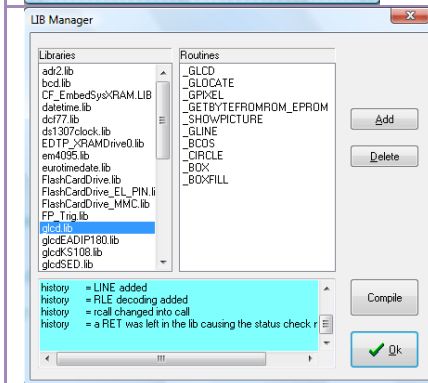 LIB Manager
Libraries
adr2.lib
bcd.lib
CF_EmbedSysXRAM.LIB
datetime.lib
dcf77.lib
ds1307clock.lib
EDTP_XRAMDrive0.lib
em4095.lib
eurotimedate.lib
FlashCardDrive.lib
FlashCardDrive_EL_PIN.li
FlashCardDrive_MMC.lib
FP_Trig.lib
glcd.lib
glcdEADIP180.lib
glcdKS108.lib
glcdSED.lib
Routines
_GLCD
_GLOCATE
_GPIXEL
_GETBYTEFROMROM_EPROM
_SHOWPICTURE
_GLINE
_BCOS
_CIRCLE
_BOX
_BOXFILL
Add
Delete
history = LINE added
history = RLE decoding added
history = rcall changed into call
history = a RET was left in the lib causing the status check r
Compile
Ok